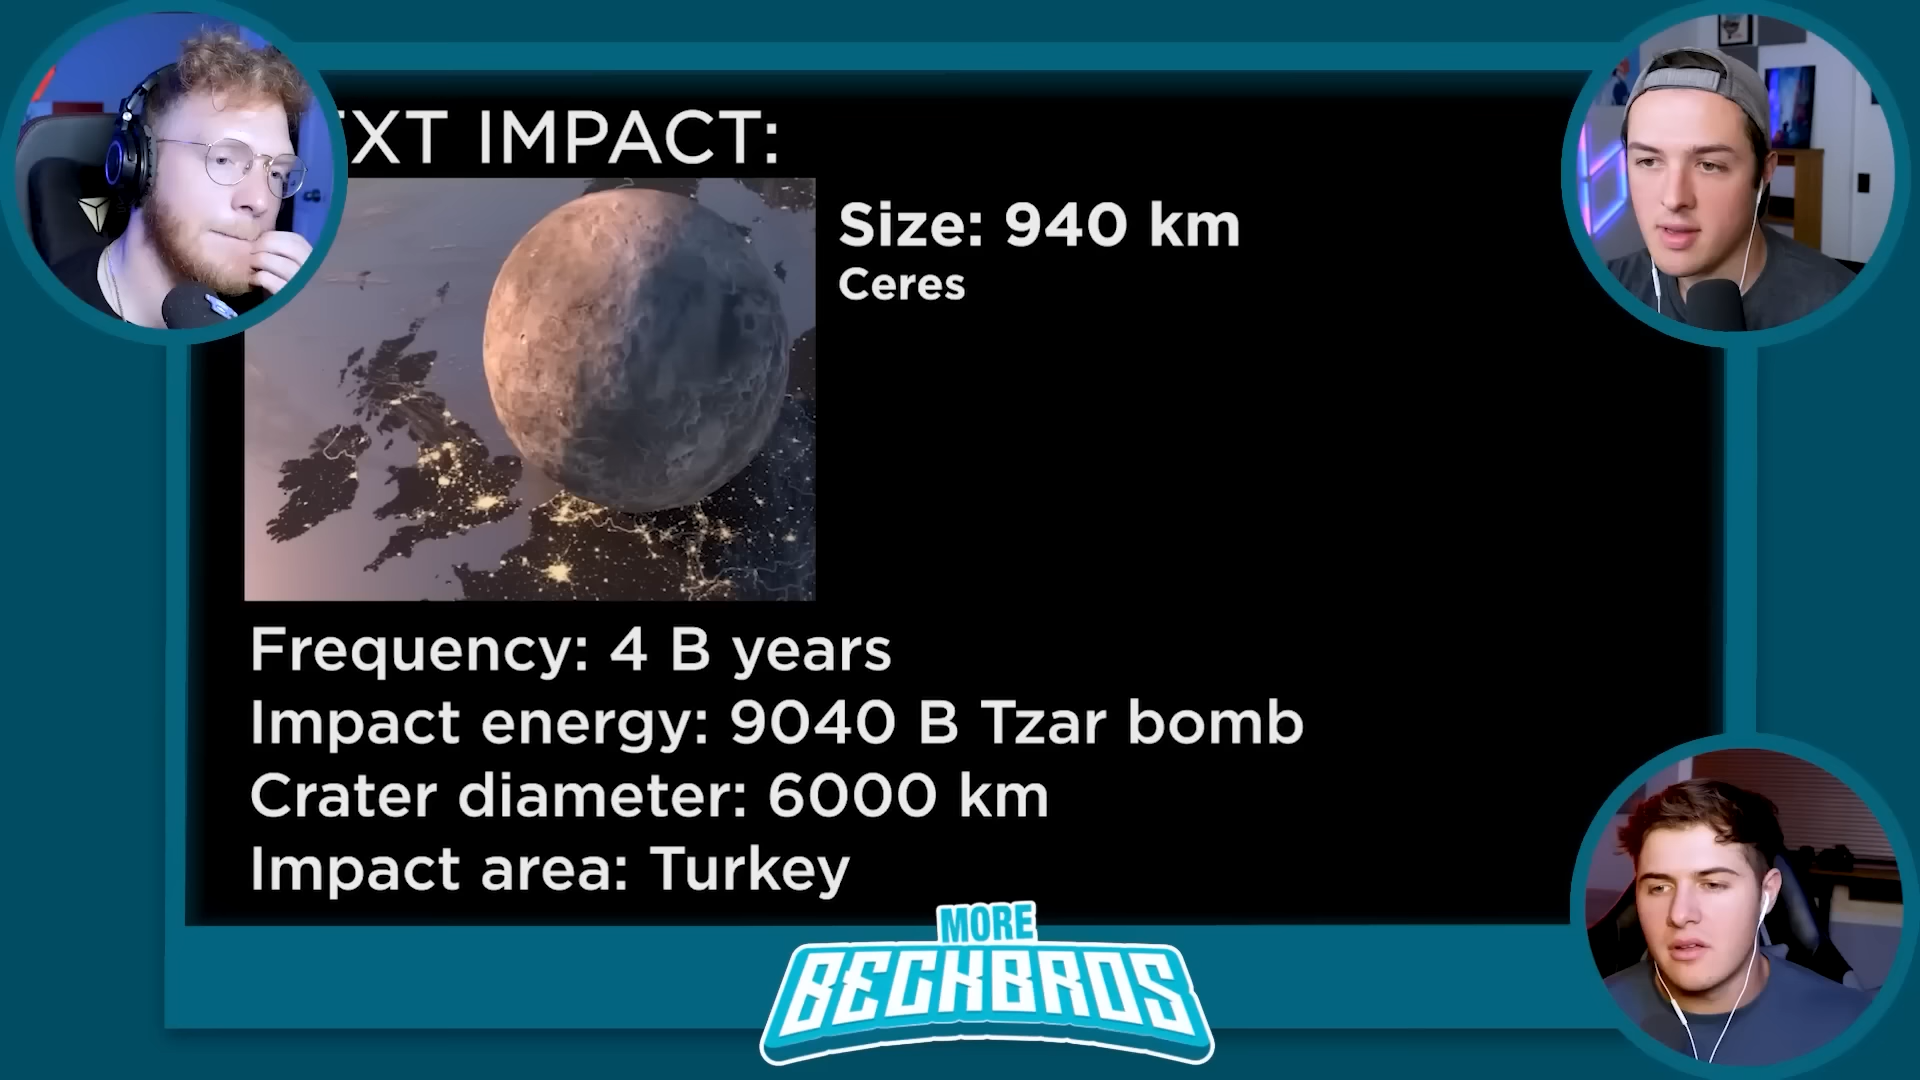 EXT IMPACT:
Size: 940 km
Ceres
Frequency: 4 B years
Impact energy: 9040 B Tzar bomb
Crater diameter: 6000 km
Impact area: Turkey
MORE
BECKBROS